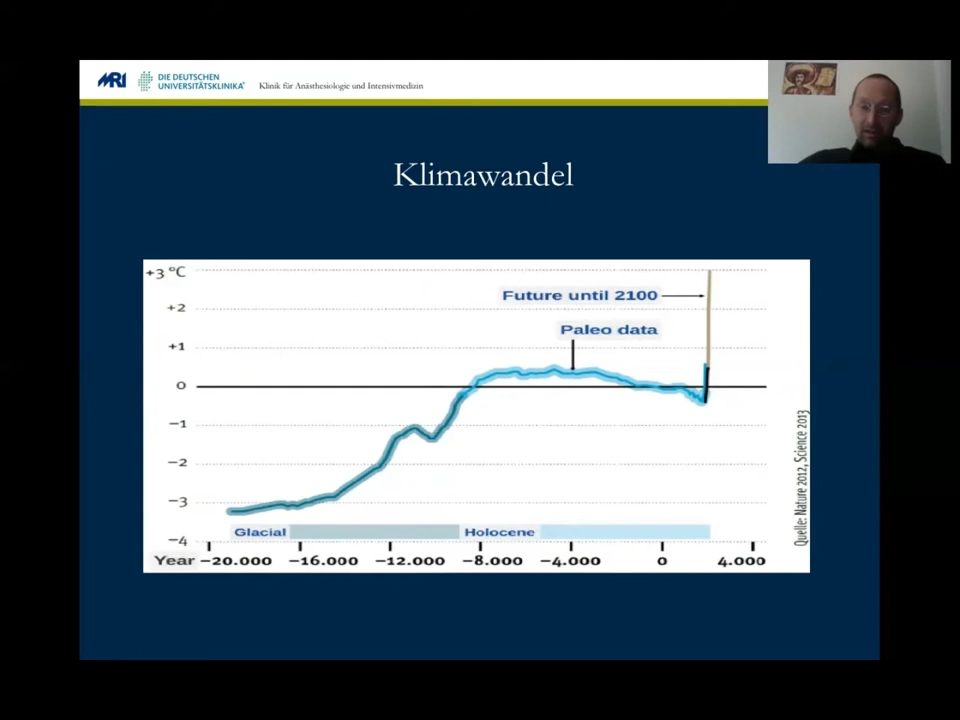 MRI
DIE DEUTSCHEN
UNIVERSITÄTSKLINIKA®
Klinik für Anästhesiologie und Intensivmedizin
Klimawandel
+3 °C
+2
+1
0
−1
−2
−3
−4
Future until 2100
Paleo data
Glacial
Holocene
Year −20.000 −16.000 −12.000 −8.000 −4.000 0 4.000
Quelle: Nature 2012, Science 2013